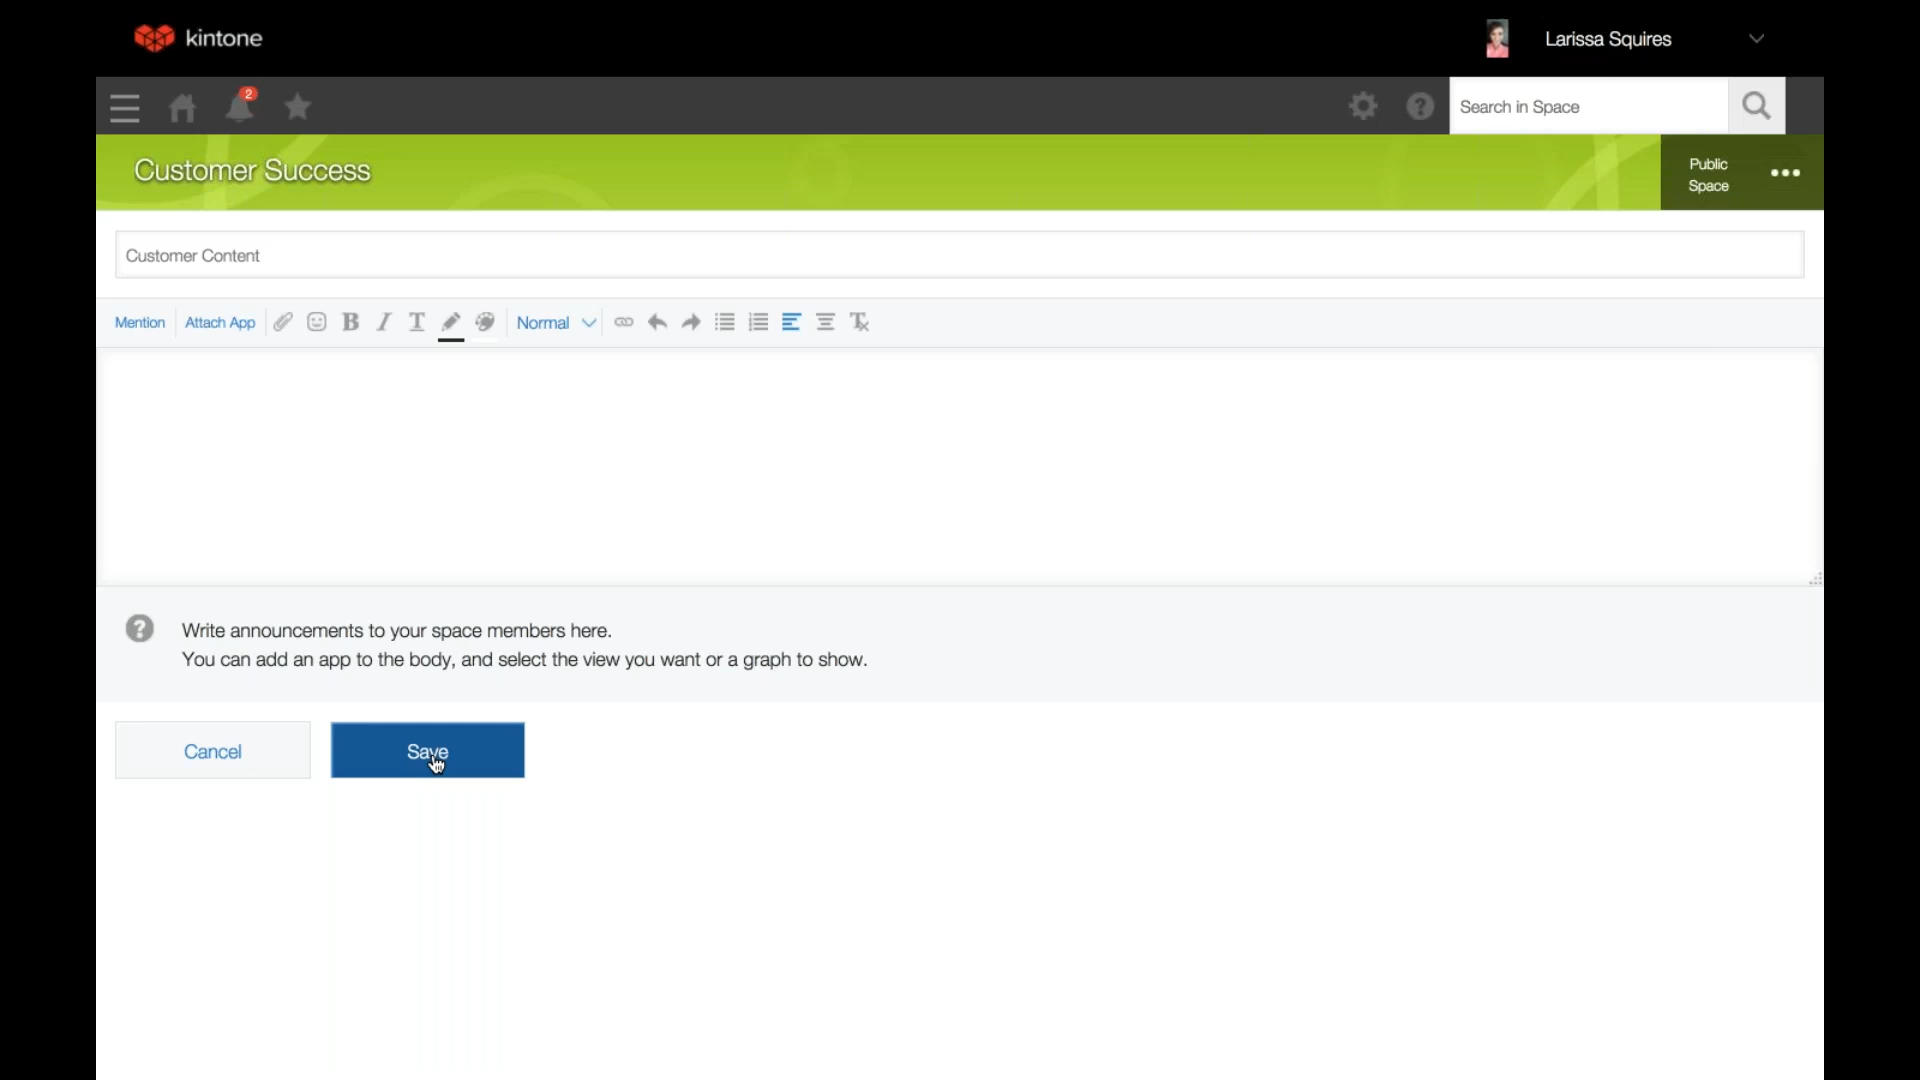 kintone
Larissa Squires
2
Search in Space
Customer Success
Public
Space
Customer Content
Mention
Attach App
Normal
Write announcements to your space members here.
You can add an app to the body, and select the view you want or a graph to show.
Cancel
Save